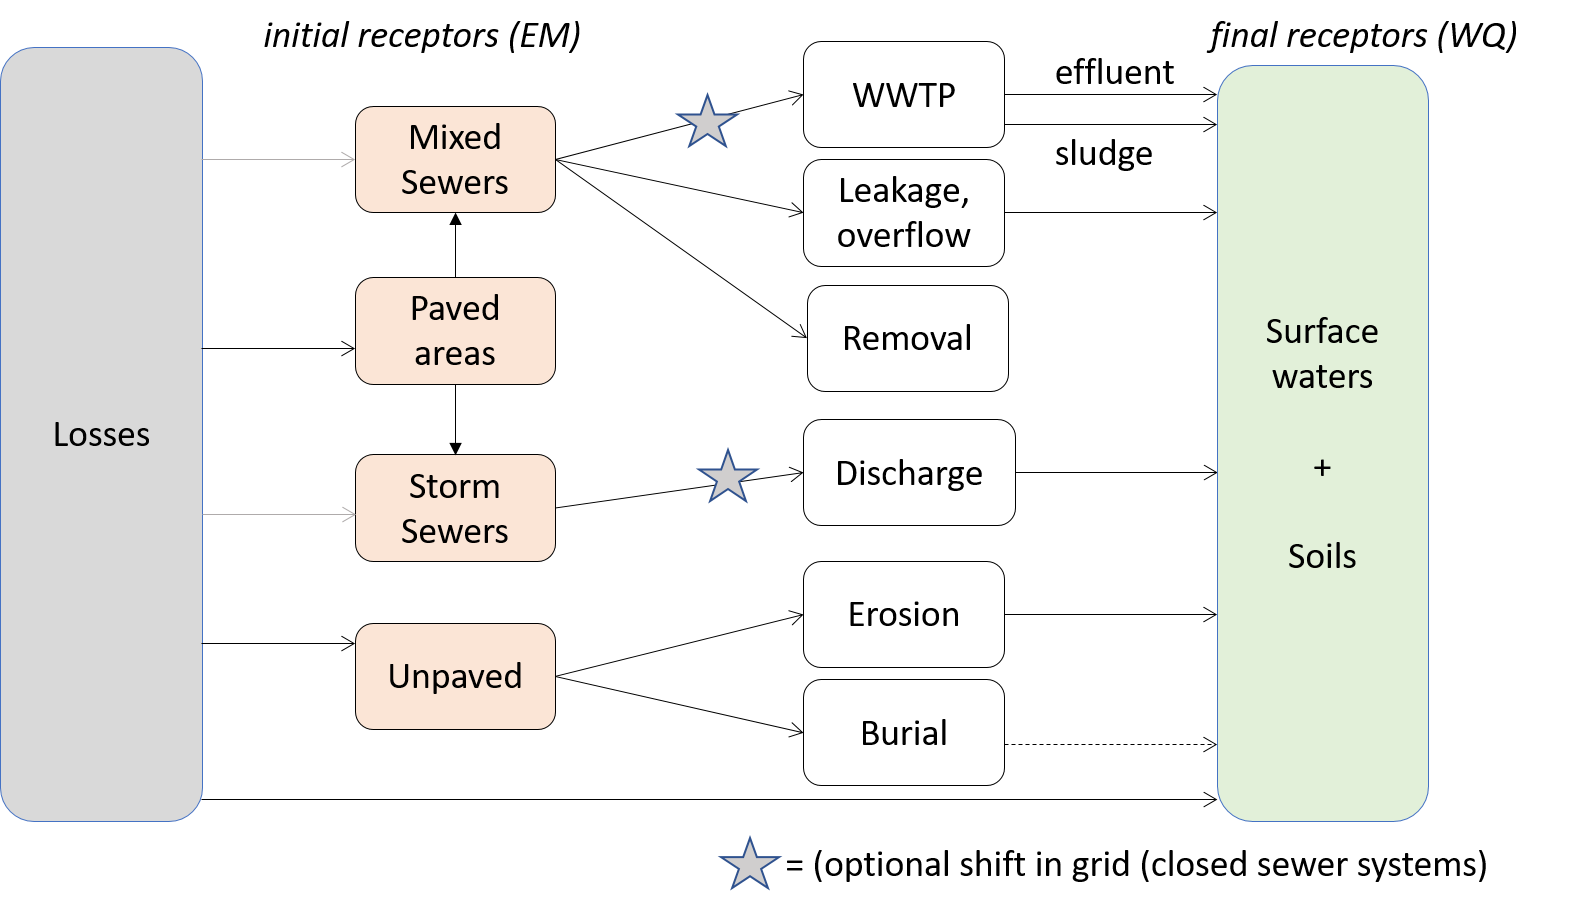 initial receptors (EM)
final receptors (WQ)
Losses
Mixed
Sewers
Paved
areas
Storm
Sewers
Unpaved
WWTP
Leakage,
overflow
Removal
Discharge
Erosion
Burial
effluent
sludge
Surface
waters
+
Soils
= (optional shift in grid (closed sewer systems)